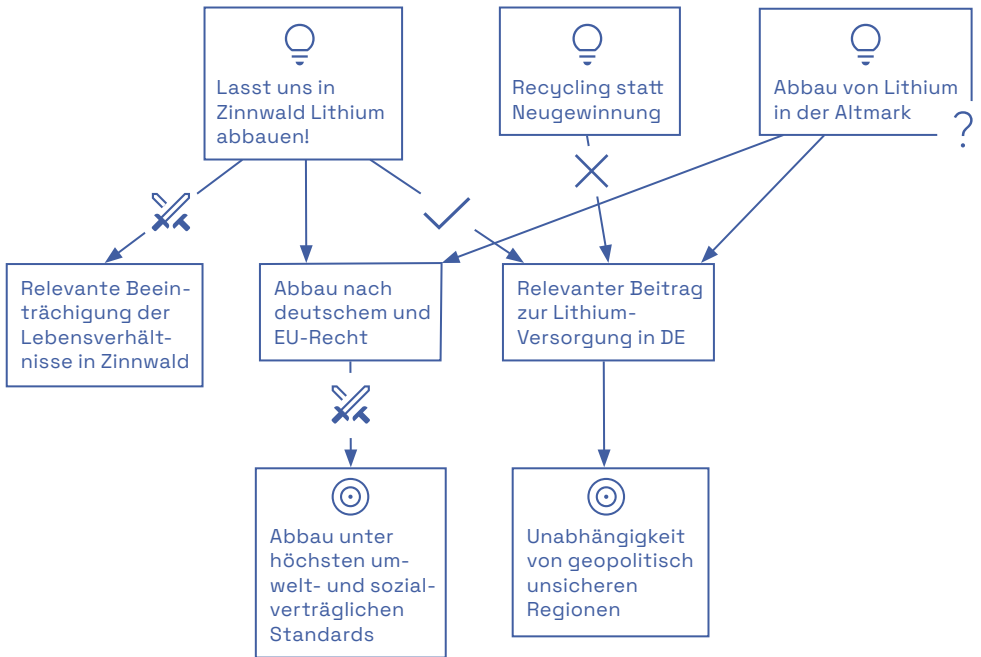 Lasst uns in
Zinnwald Lithium
abbauen!
Recycling statt
Neugewinnung
Abbau von Lithium
in der Altmark
?
Relevante Beein-
trächigung der
Lebensverhält-
nisse in Zinnwald
Abbau nach
deutschem und
EU-Recht
Relevanter Beitrag
zur Lithium-
Versorgung in DE
Abbau unter
höchsten um-
welt- und sozial-
verträglichen
Standards
Unabhängigkeit
von geopolitisch
unsicheren
Regionen